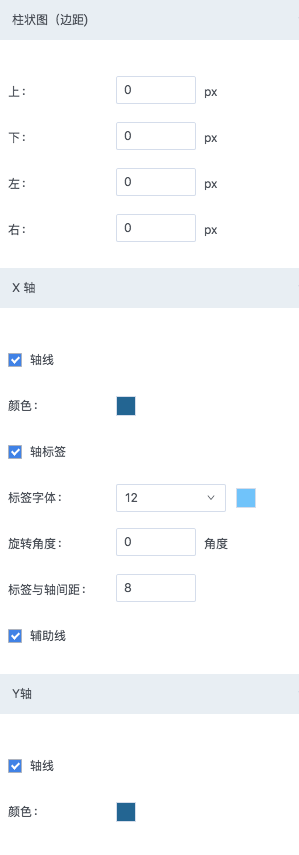 柱状图（边距)
上：
0 px
下：
0 px
左：
0 px
右：
0 px
X 轴
轴线
颜色：
轴标签
标签字体：
12
旋转角度：
0 角度
标签与轴间距：
8
辅助线
Y轴
轴线
颜色：